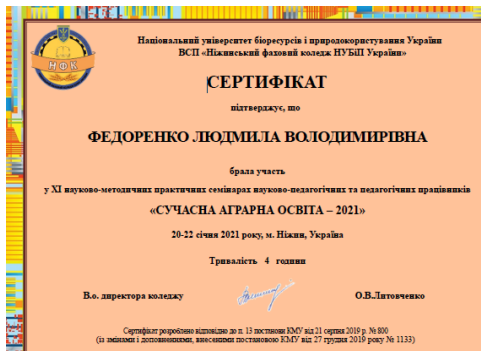 Національний університет біоресурсів і природокористування України
ВСП «Ніжинський фаховий коледж НУБіП України»
НФК
СЕРТИФІКАТ
підтверджує, що
ФЕДОРЕНКО ЛЮДМИЛА ВОЛОДИМИРІВНА
брала участь
у XI науково-методичних практичних семінарах науково-педагогічних та педагогічних працівників
«СУЧАСНА АГРАРНА ОСВІТА – 2021»
20-22 січня 2021 року, м. Ніжин, Україна
Тривалість 4 години
В.о. директора коледжу О.В.Литовченко
Сертифікат розроблено відповідно до п. 13 постанови КМУ від 21 серпня 2019 р. № 800
(із змінами і доповненнями, внесеними постановою КМУ від 27 грудня 2019 року № 1133)